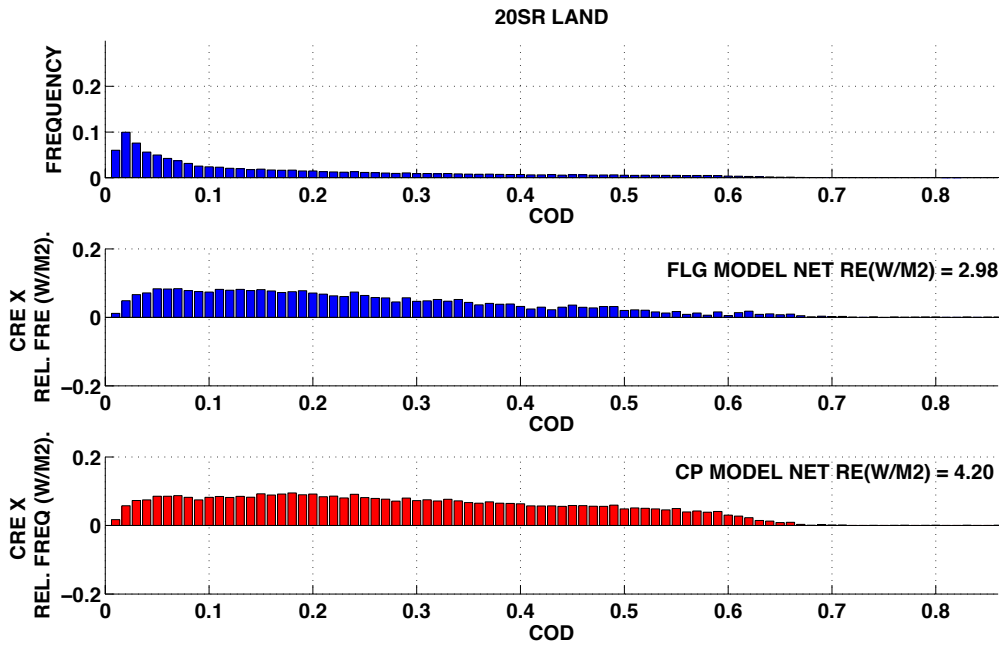 20SR LAND
FREQUENCY
0.2
0.1
0
0 0.1 0.2 0.3 0.4 0.5 0.6 0.7 0.8
COD
CRE X
REL. FRE (W/M2).
0.2
0
−0.2
FLG MODEL NET RE(W/M2) = 2.98
0 0.1 0.2 0.3 0.4 0.5 0.6 0.7 0.8
COD
CRE X
REL. FREQ (W/M2).
0.2
0
−0.2
CP MODEL NET RE(W/M2) = 4.20
0 0.1 0.2 0.3 0.4 0.5 0.6 0.7 0.8
COD